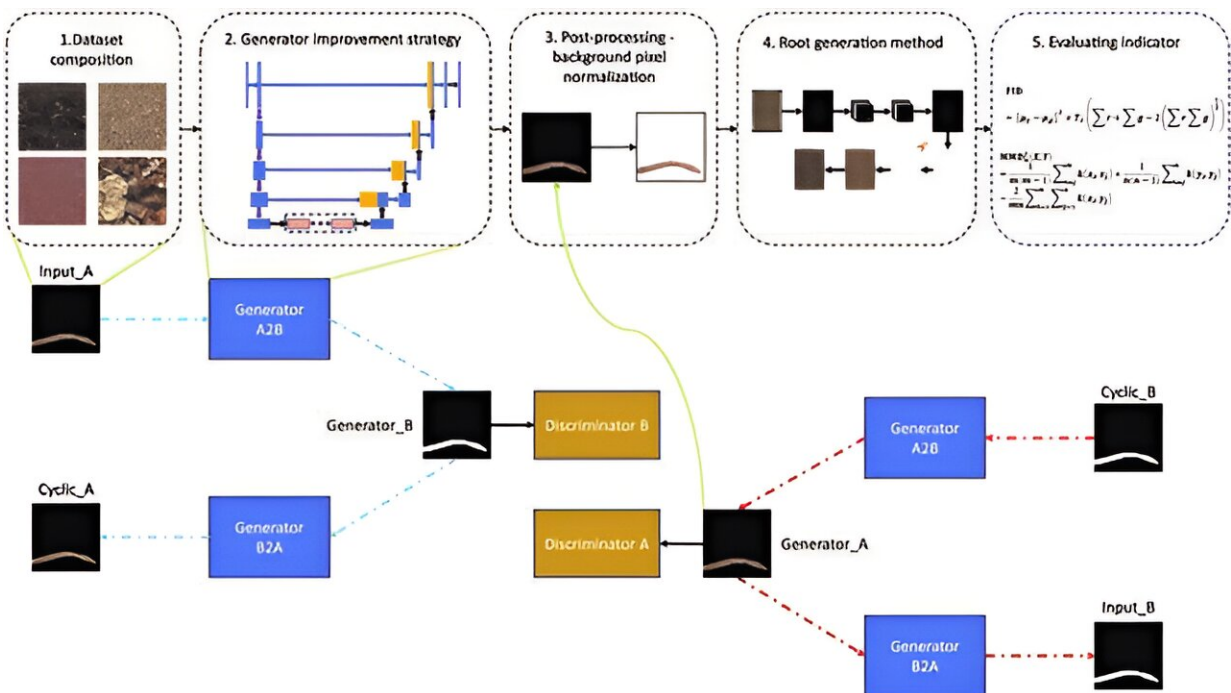 1.Dataset
composition
2. Generator Improvement strategy
3. Post-processing -
background pixel
normalization
4. Root generation method
5. Evaluating Indicator
FID
Input_A
Generator
A2B
Generator_B
Discriminator B
Cyclic_B
Generator
A2B
Cyclic_A
Generator
B2A
Discriminator A
Generator_A
Input_B
Generator
B2A